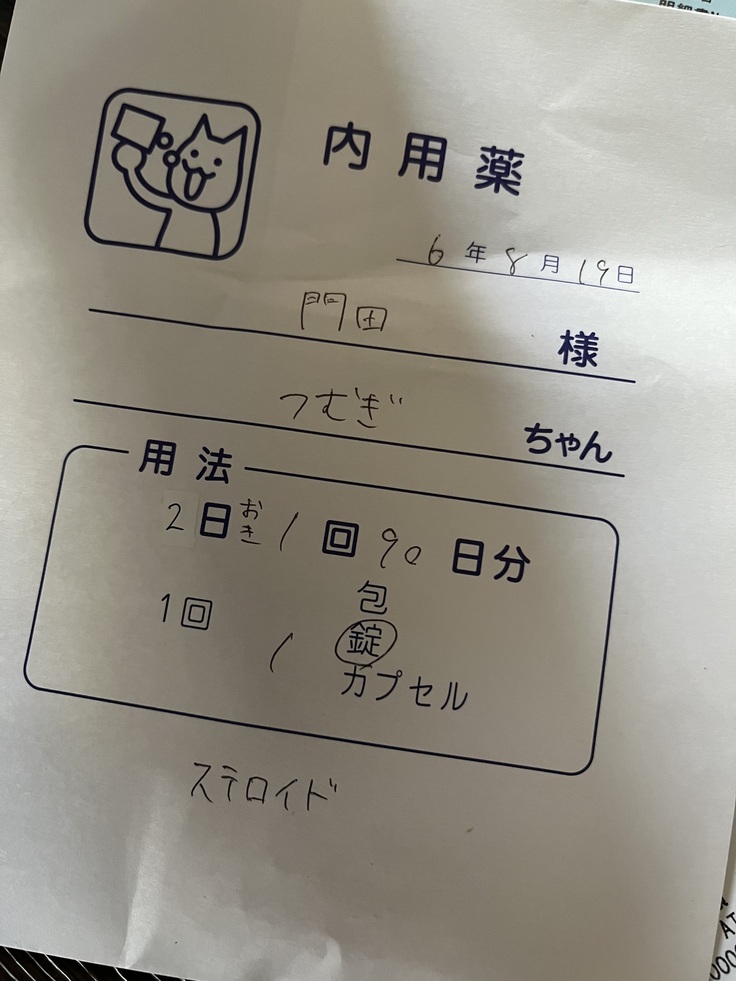 内用薬
6年8月19日
門田 様
つむぎ ちゃん
用法
2日おき1回90日分
包
1回 1 錠
カプセル
ステロイド